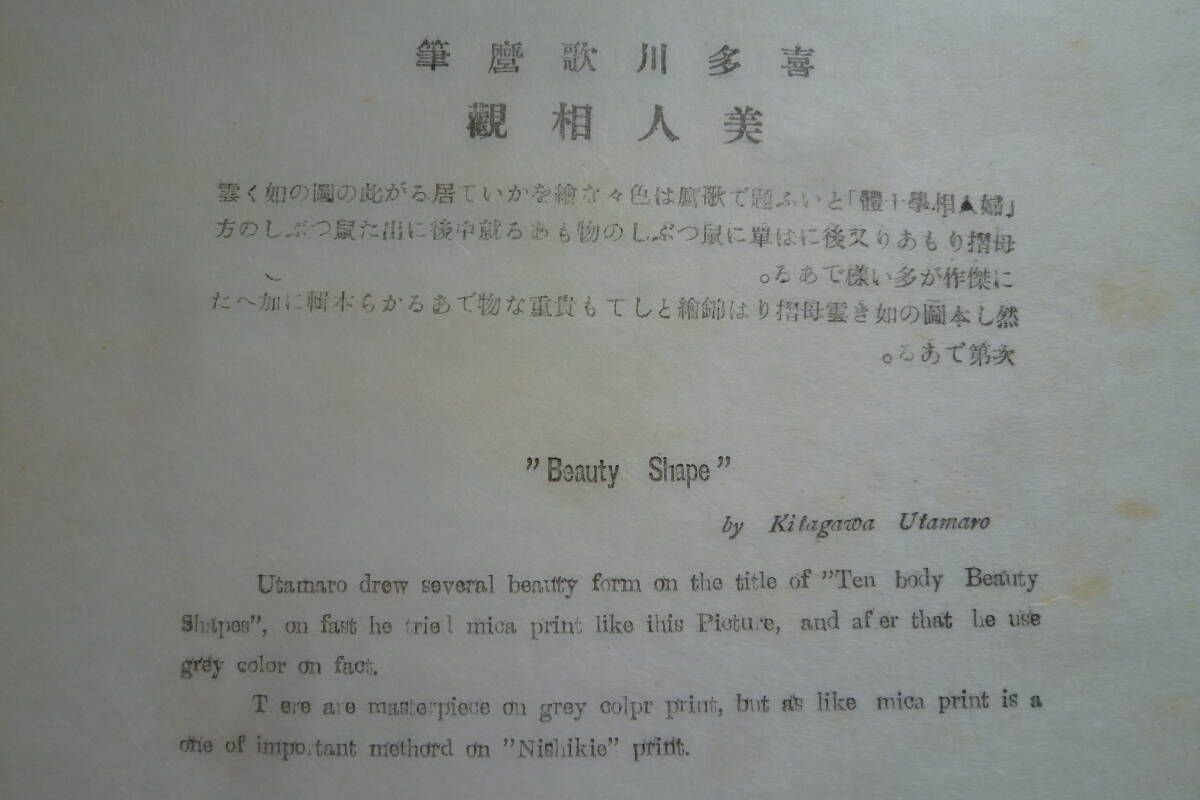 喜多川歌麿筆
美人相觀
「婦人相學十體」といふ題で歌麿は色々な繪をかいて居るが此の圖の如く雲
母摺りもあり又後には單に鼠つぶしの物もある就中後に出た鼠つぶしの方
に傑作が多い樣である。
然し本圖の如き雲母摺りは錦繪としても貴重な物であるから本輯に加へた
次第である。
"Beauty Shape"
by Kitagawa Utamaro
Utamaro drew several beautty form on the title of "Ten body Beauty
Shapes", on fast he tried mica print like ihis Picture, and af er that he use
grey color on fact.
T ere are masterpiece on grey colpr print, but as like mica print is a
one of important methord on "Nishikie" print.